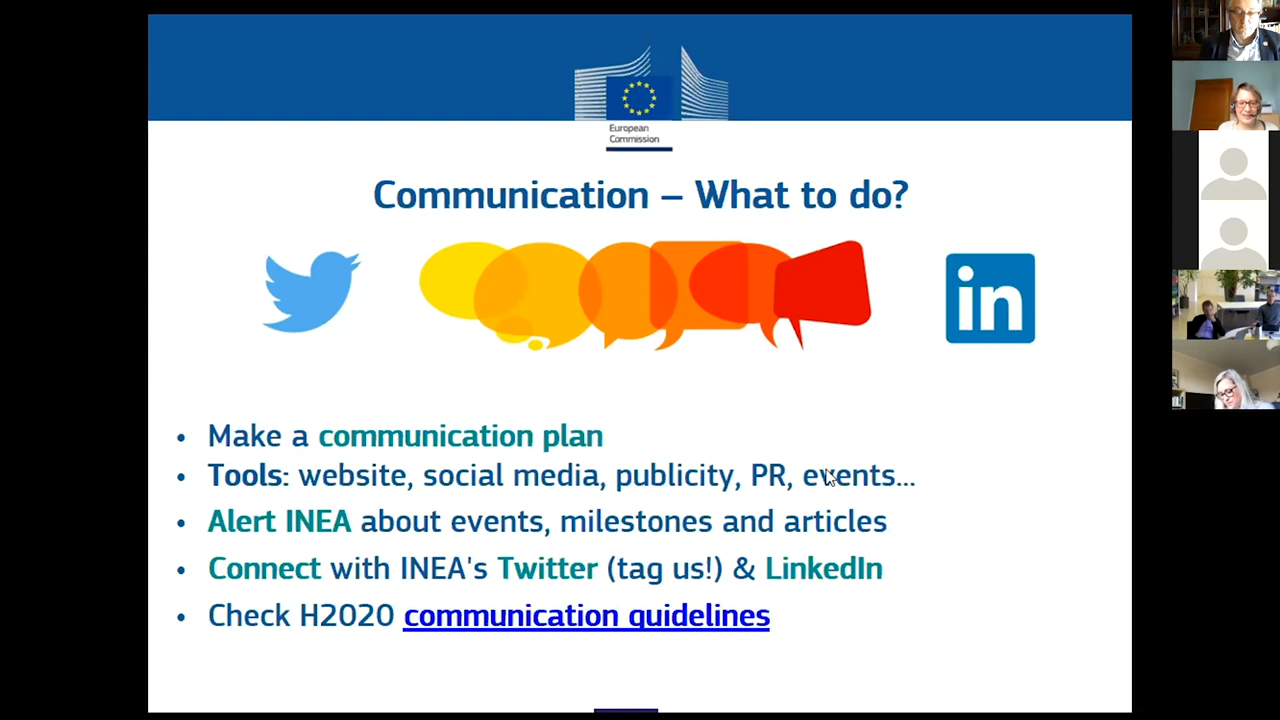 European
Commission
Communication – What to do?
in
• Make a communication plan
• Tools: website, social media, publicity, PR, events...
• Alert INEA about events, milestones and articles
• Connect with INEA's Twitter (tag us!) & LinkedIn
• Check H2020 communication guidelines